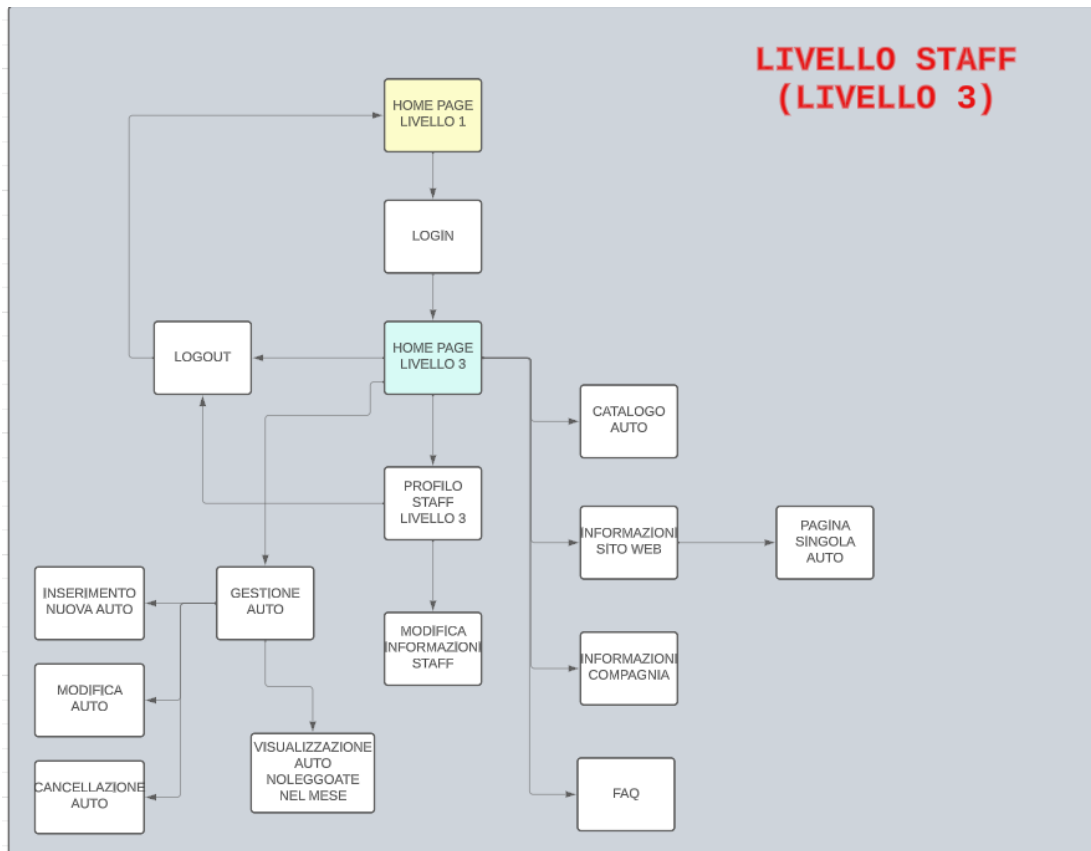 LIVELLO STAFF
(LIVELLO 3)
HOME PAGE
LIVELLO 1
LOGIN
LOGOUT
HOME PAGE
LIVELLO 3
CATALOGO
AUTO
PROFILO
STAFF
LIVELLO 3
INFORMAZIONI
SITO WEB
PAGINA
SINGOLA
AUTO
INSERIMENTO
NUOVA AUTO
GESTIONE
AUTO
MODIFICA
INFORMAZIONI
STAFF
INFORMAZIONI
COMPAGNIA
MODIFICA
AUTO
VISUALIZZAZIONE
AUTO
NOLEGGOATE
NEL MESE
CANCELLAZIONE
AUTO
FAQ